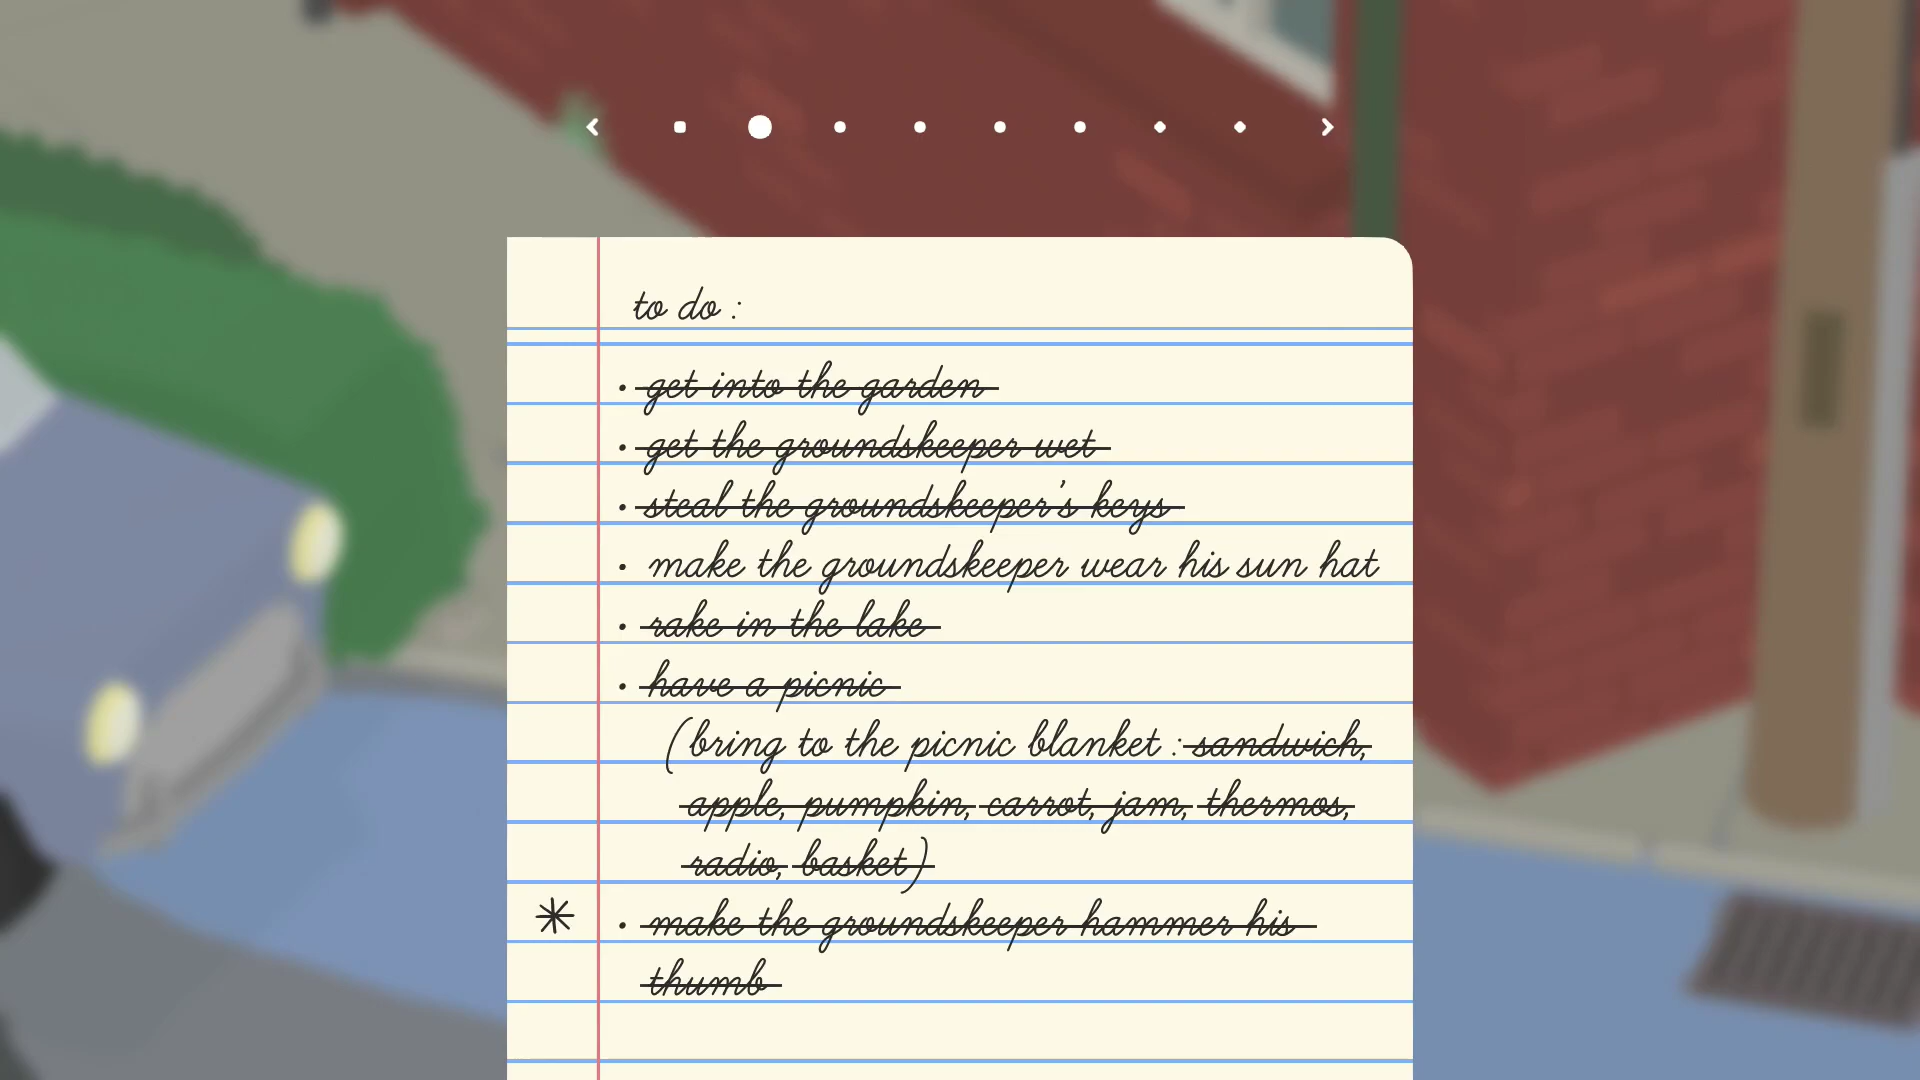 to do :
• get into the garden
• get the groundskeeper wet
• steal the groundskeeper's keys
• make the groundskeeper wear his sun hat
• rake in the lake
• have a picnic
(bring to the picnic blanket : sandwich,
apple, pumpkin, carrot, jam, thermos,
radio, basket)
* • make the groundskeeper hammer his
thumb